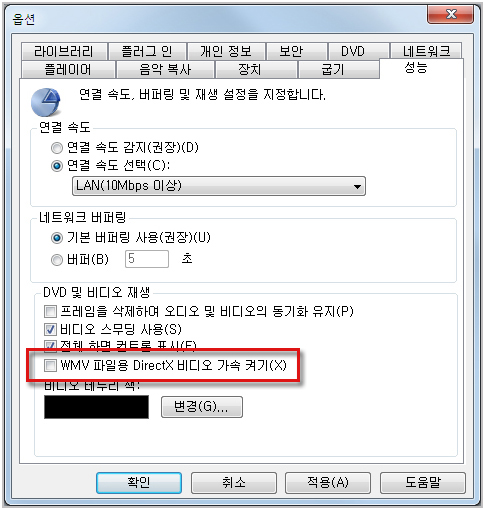 옵션
라이브러리 플러그 인 개인 정보 보안 DVD 네트워크
플레이어 음악 복사 장치 굽기 성능
연결 속도, 버퍼링 및 재생 설정을 지정합니다.
연결 속도
연결 속도 감지(권장)(D)
연결 속도 선택(C):
LAN(10Mbps 이상)
네트워크 버퍼링
기본 버퍼링 사용(권장)(U)
버퍼(B) 5 초
DVD 및 비디오 재생
프레임을 삭제하며 오디오 및 비디오의 동기화 유지(P)
비디오 스무딩 사용(S)
전체 화면 컨트롤 표시(F)
WMV 파일용 DirectX 비디오 가속 켜기(X)
비디오 테두리 색:
변경(G)...
확인 취소 적용(A) 도움말